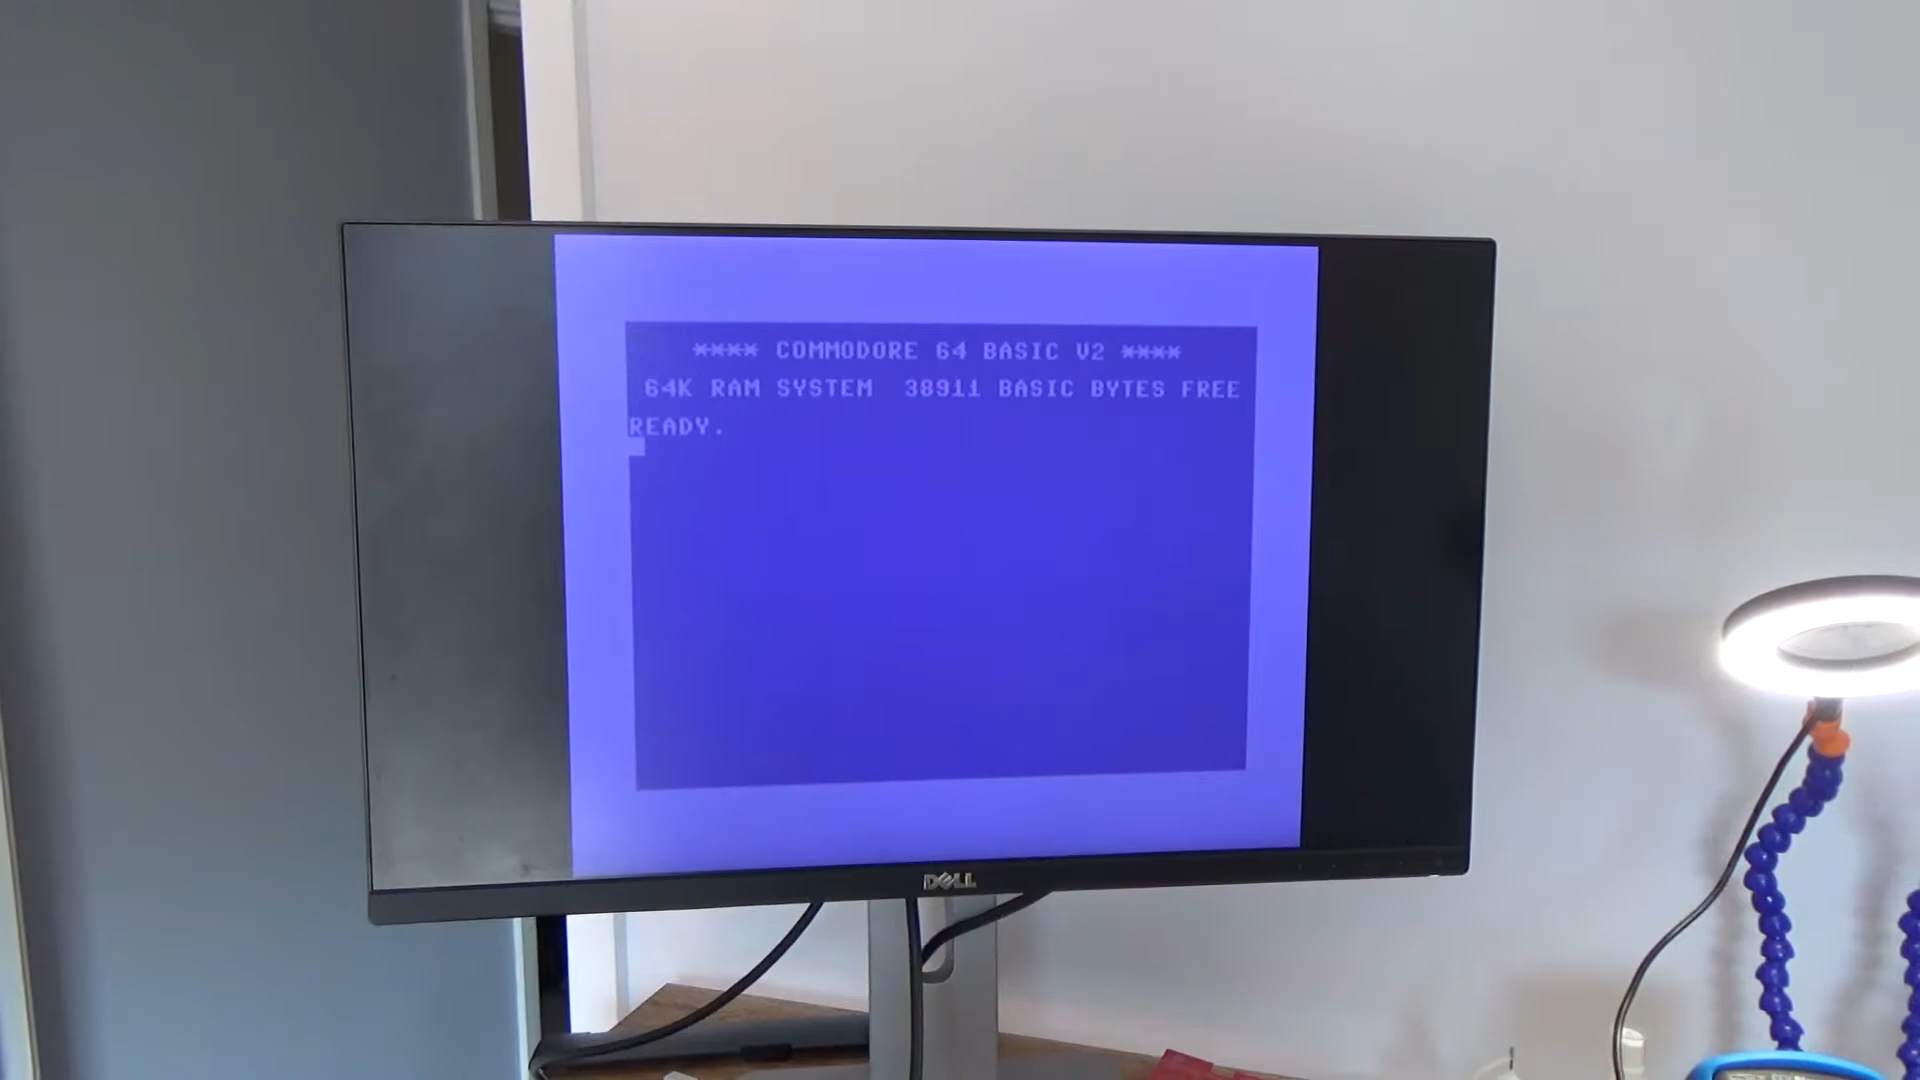 **** COMMODORE 64 BASIC V2 ****
64K RAM SYSTEM  38911 BASIC BYTES FREE
READY.
DELL